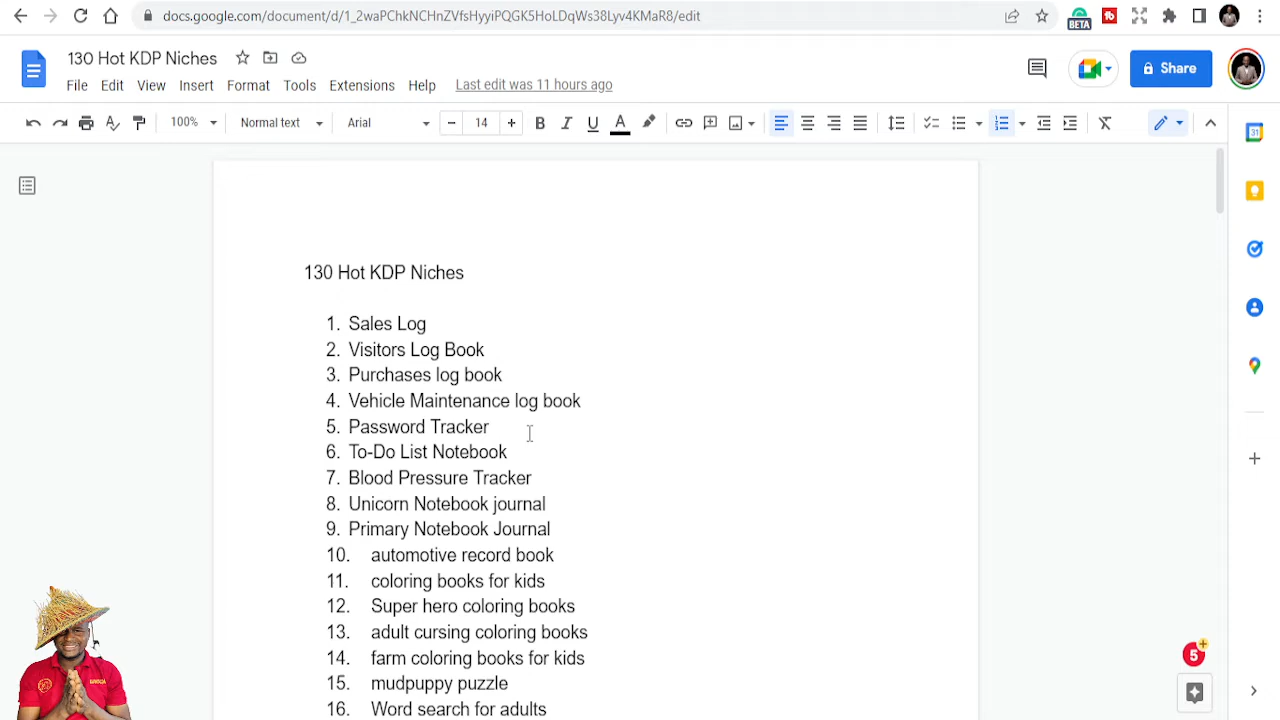 docs.google.com/document/d/1_2waPChkNCHnZVfsHyyiPQGK5HoLDqWs38Lyv4KMaR8/edit
BETA
130 Hot KDP Niches
File Edit View Insert Format Tools Extensions Help Last edit was 11 hours ago
Share
100% Normal text Arial 14
130 Hot KDP Niches
1. Sales Log
2. Visitors Log Book
3. Purchases log book
4. Vehicle Maintenance log book
5. Password Tracker
6. To-Do List Notebook
7. Blood Pressure Tracker
8. Unicorn Notebook journal
9. Primary Notebook Journal
10. automotive record book
11. coloring books for kids
12. Super hero coloring books
13. adult cursing coloring books
14. farm coloring books for kids
15. mudpuppy puzzle
16. Word search for adults
5
31